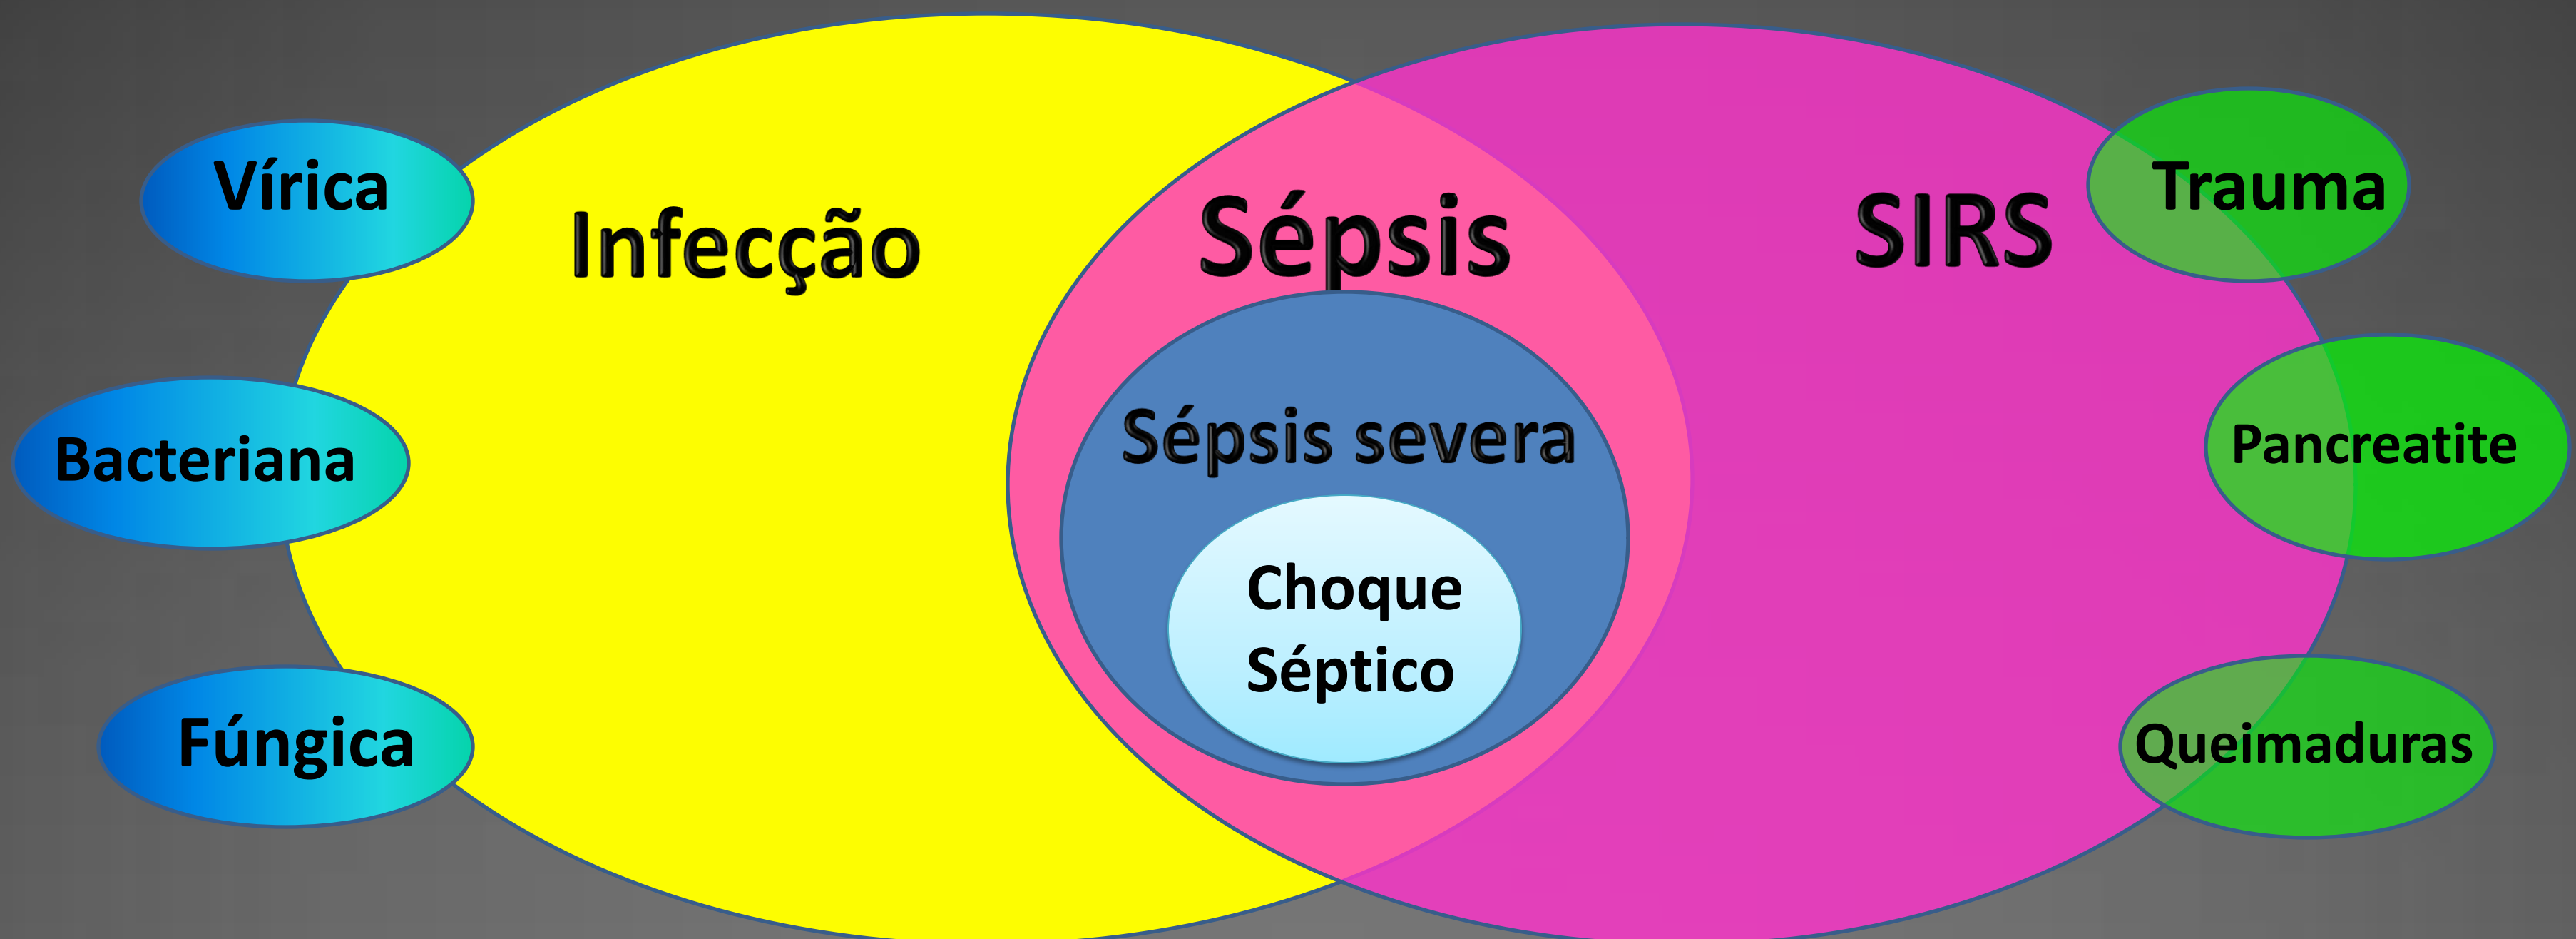 Vírica
Infecção
Sépsis
SIRS
Trauma
Bacteriana
Sépsis severa
Pancreatite
Choque
Séptico
Fúngica
Queimaduras